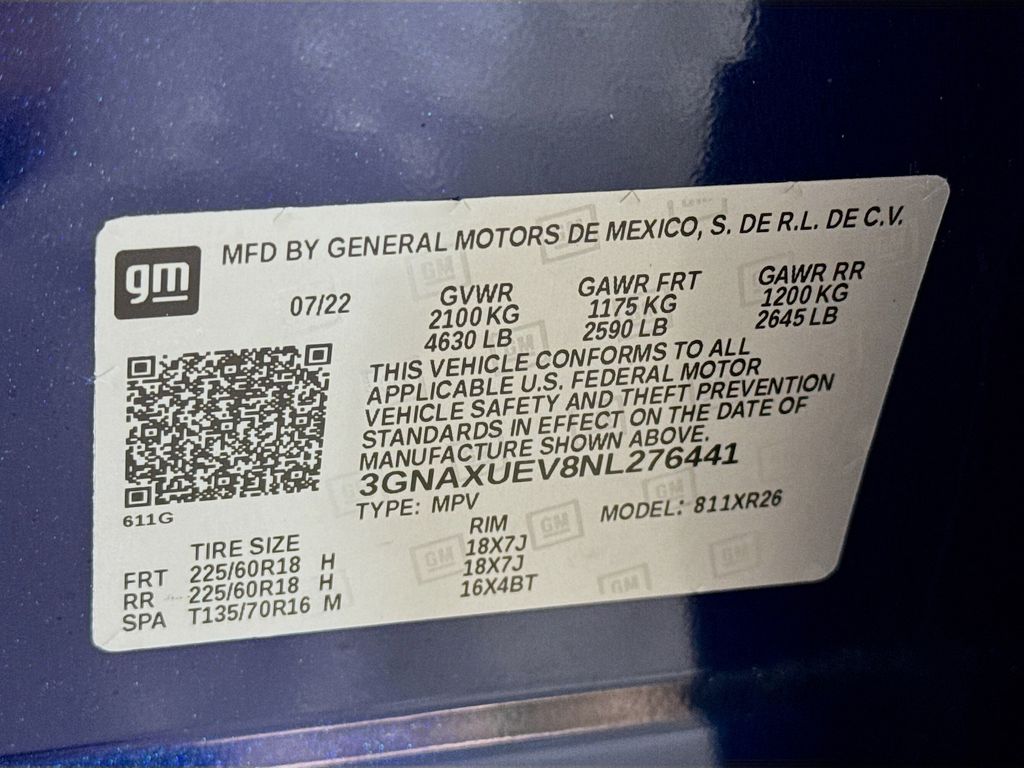 gm
MFD BY GENERAL MOTORS DE MEXICO, S. DE R.L. DE C.V.
07/22
GVWR
2100 KG
4630 LB
GAWR FRT
1175 KG
2590 LB
GAWR RR
1200 KG
2645 LB
THIS VEHICLE CONFORMS TO ALL
APPLICABLE U.S. FEDERAL MOTOR
VEHICLE SAFETY AND THEFT PREVENTION
STANDARDS IN EFFECT ON THE DATE OF
MANUFACTURE SHOWN ABOVE.
3GNAXUEV8NL276441
TYPE: MPV
MODEL: 811XR26
611G
TIRE SIZE RIM
FRT 225/60R18 H 18X7J
RR 225/60R18 H 18X7J
SPA T135/70R16 M 16X4BT